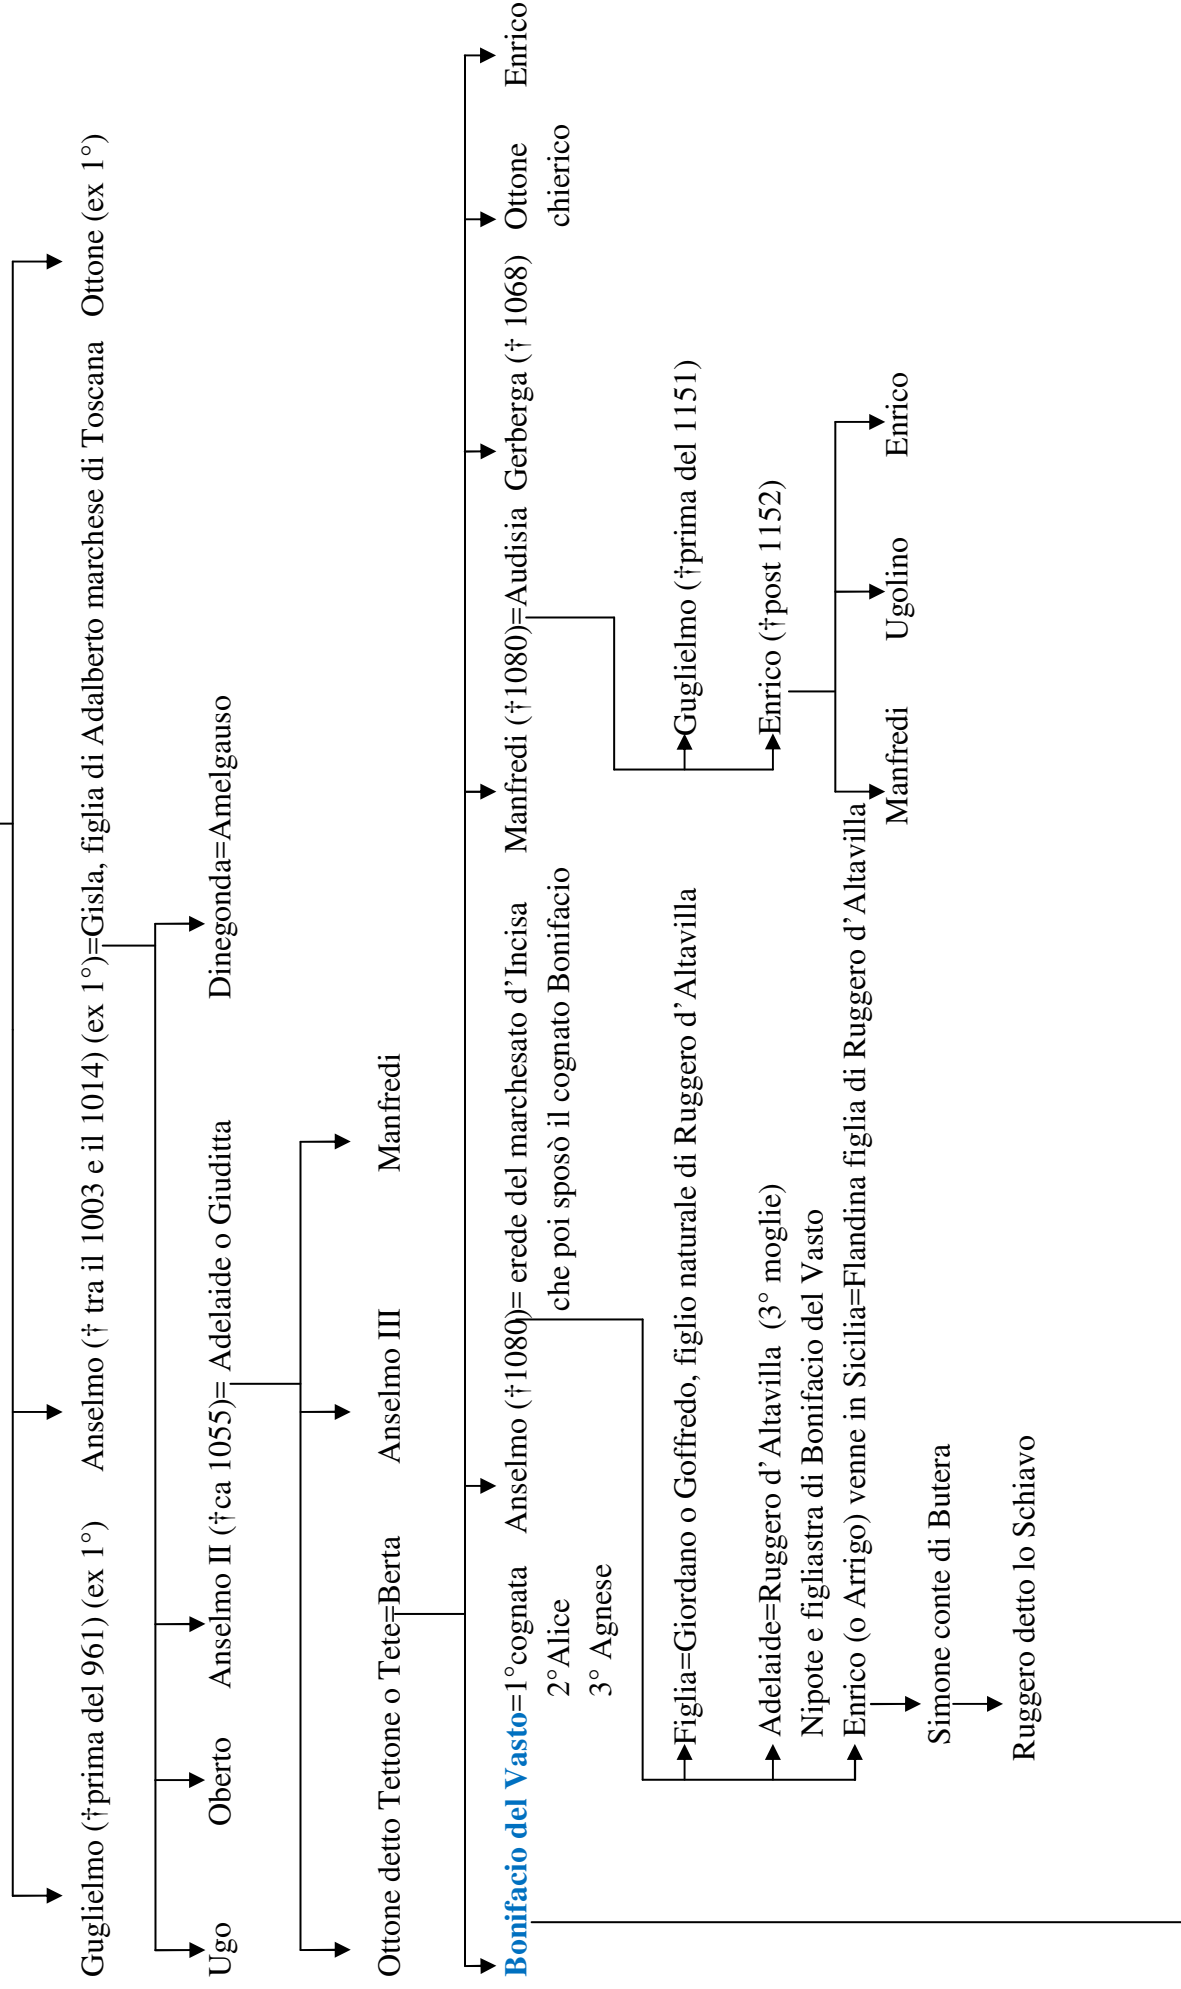 Guglielmo (†prima del 961) (ex 1°) Anselmo († tra il 1003 e il 1014) (ex 1°)=Gisla, figlia di Adalberto marchese di Toscana Ottone (ex 1°)
Ugo Oberto Anselmo II (†ca 1055)= Adelaide o Giuditta Dinegonda=Amelgauso
Ottone detto Tettone o Tete=Berta Anselmo III Manfredi
Bonifacio del Vasto=1°cognata Anselmo (†1080)= erede del marchesato d'Incisa Manfredi (†1080)=Audisia Gerberga († 1068) Ottone Enrico
2°Alice che poi sposò il cognato Bonifacio chierico
3° Agnese
Figlia=Giordano o Goffredo, figlio naturale di Ruggero d'Altavilla Guglielmo (†prima del 1151)
Adelaide=Ruggero d'Altavilla (3° moglie) Enrico (†post 1152)
Nipote e figliastra di Bonifacio del Vasto
Enrico (o Arrigo) venne in Sicilia=Flandina figlia di Ruggero d'Altavilla
Manfredi Ugolino Enrico
Simone conte di Butera
Ruggero detto lo Schiavo